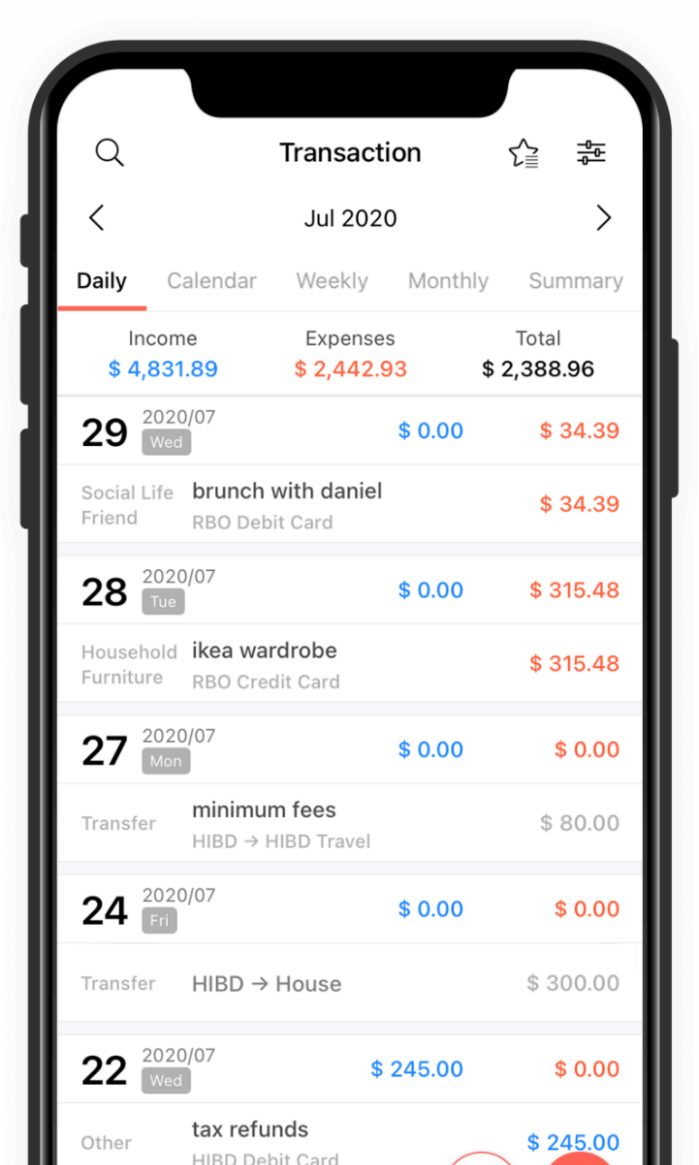 Transaction
Jul 2020
Daily Calendar Weekly Monthly Summary
Income Expenses Total
$ 4,831.89 $ 2,442.93 $ 2,388.96
29 2020/07 Wed $ 0.00 $ 34.39
Social Life brunch with daniel $ 34.39
Friend RBO Debit Card
28 2020/07 Tue $ 0.00 $ 315.48
Household ikea wardrobe $ 315.48
Furniture RBO Credit Card
27 2020/07 Mon $ 0.00 $ 0.00
Transfer minimum fees $ 80.00
HIBD → HIBD Travel
24 2020/07 Fri $ 0.00 $ 0.00
Transfer HIBD → House $ 300.00
22 2020/07 Wed $ 245.00 $ 0.00
Other tax refunds $ 245.00
HIBD Debit Card